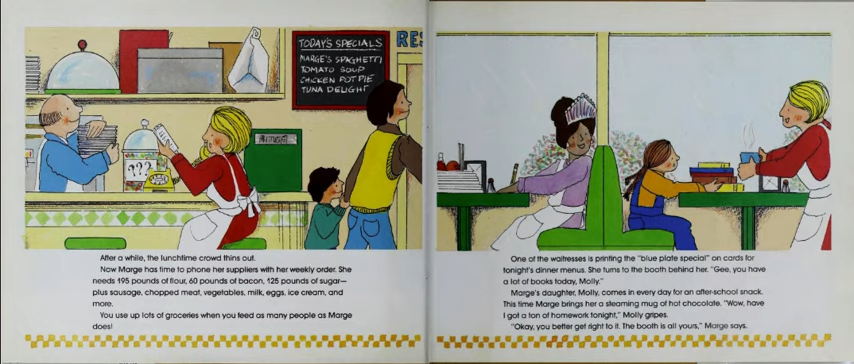 TODAY'S SPECIALS
MARGE'S SPAGHETTI
TOMATO SOUP
CHICKEN POT PIE
TUNA DELIGHT
RES
???
After a while, the lunchtime crowd thins out.
Now Marge has time to phone her suppliers with her weekly order. She
needs 195 pounds of flour, 60 pounds of bacon, 125 pounds of sugar—
plus sausage, chopped meat, vegetables, milk, eggs, ice cream, and
more.
You use up lots of groceries when you feed as many people as Marge
does!
One of the waitresses is printing the "blue plate special" on cards for
tonight's dinner menus. She turns to the booth behind her. "Gee, you have
a lot of books today, Molly."
Marge's daughter, Molly, comes in every day for an after-school snack.
This time Marge brings her a steaming mug of hot chocolate. "Wow, have
I got a ton of homework tonight," Molly gripes.
"Okay, you better get right to it. The booth is all yours," Marge says.